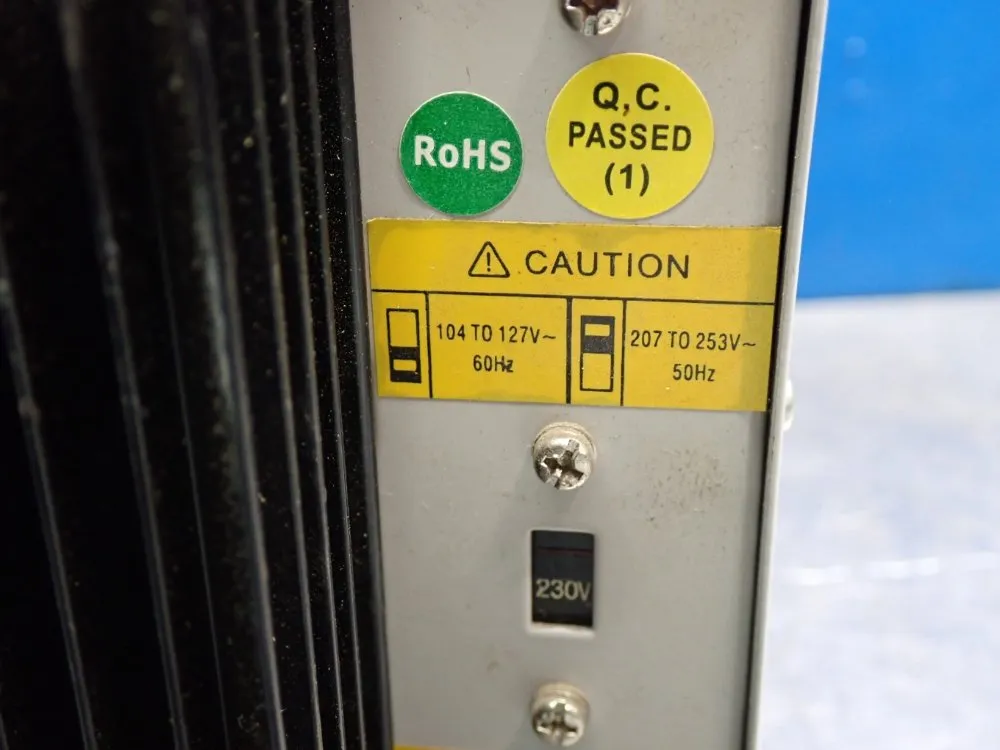 RoHS
Q,C.
PASSED
(1)
CAUTION
104 TO 127V~
60Hz
207 TO 253V~
50Hz
230V